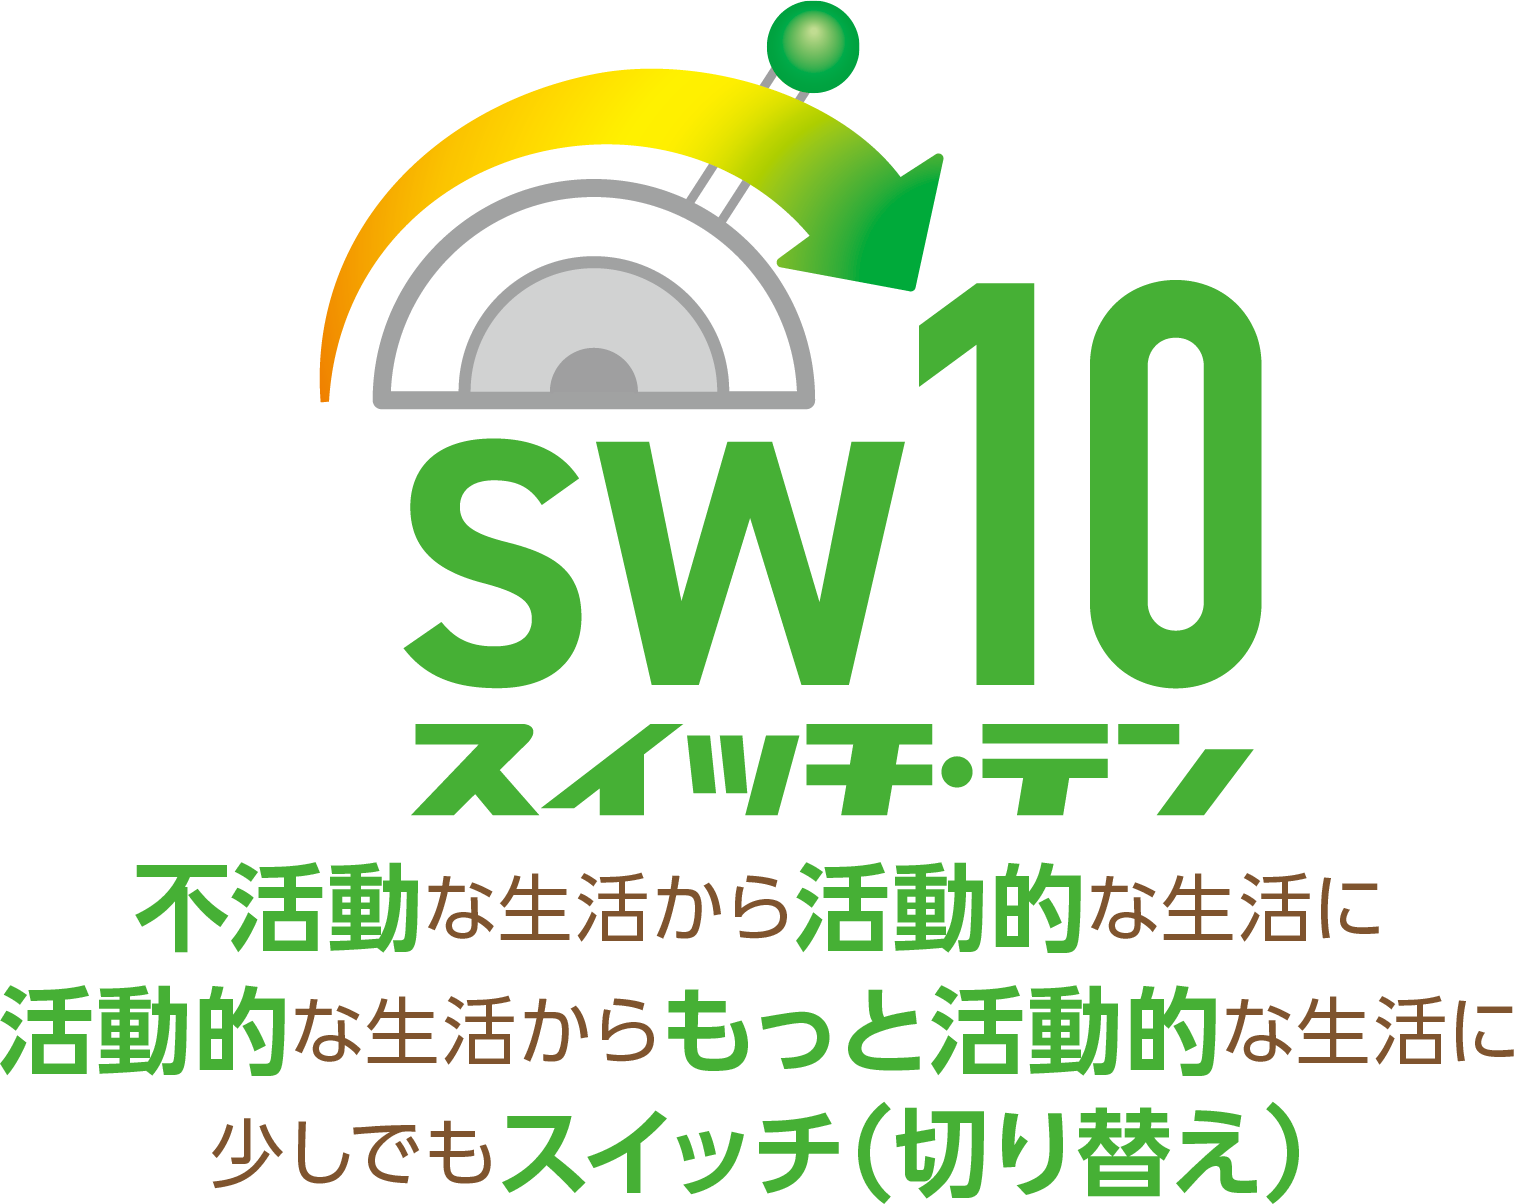 SW10
スイッチ・テン
不活動な生活から活動的な生活に
活動的な生活からもっと活動的な生活に
少しでもスイッチ(切り替え)